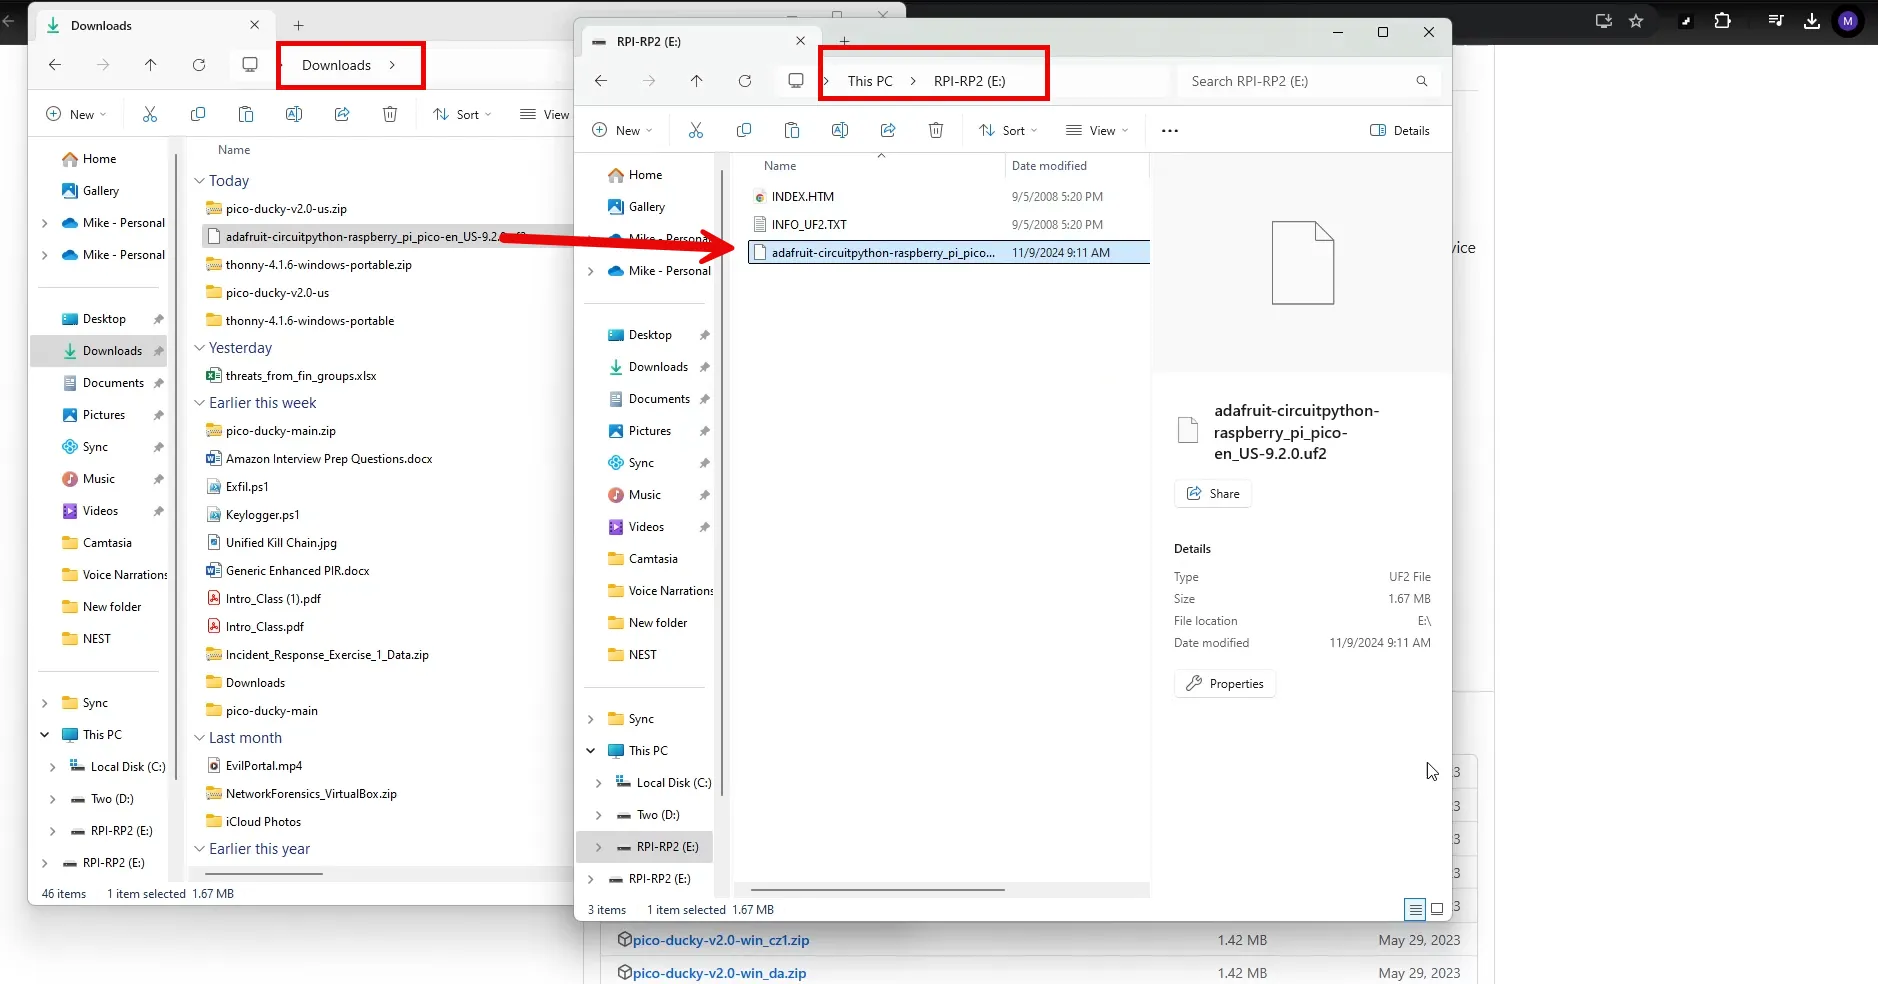 Downloads
Downloads
New
Sort
View
Home
Gallery
Mike - Personal
Mike - Personal
Desktop
Downloads
Documents
Pictures
Sync
Music
Videos
Camtasia
Voice Narrations
New folder
NEST
Sync
This PC
Local Disk (C:)
Two (D:)
RPI-RP2 (E:)
RPI-RP2 (E:)
Name
Today
pico-ducky-v2.0-us.zip
adafruit-circuitpython-raspberry_pi_pico-en_US-9.2.0.uf2
thonny-4.1.6-windows-portable.zip
pico-ducky-v2.0-us
thonny-4.1.6-windows-portable
Yesterday
threats_from_fin_groups.xlsx
Earlier this week
pico-ducky-main.zip
Amazon Interview Prep Questions.docx
Exfil.ps1
Keylogger.ps1
Unified Kill Chain.jpg
Generic Enhanced PIR.docx
Intro_Class (1).pdf
Intro_Class.pdf
Incident_Response_Exercise_1_Data.zip
Downloads
pico-ducky-main
Last month
EvilPortal.mp4
NetworkForensics_VirtualBox.zip
iCloud Photos
Earlier this year
46 items 1 item selected 1.67 MB
RPI-RP2 (E:)
This PC > RPI-RP2 (E:)
Search RPI-RP2 (E:)
New
Sort
View
Details
Home
Gallery
Mike - Personal
Mike - Personal
Desktop
Downloads
Documents
Pictures
Sync
Music
Videos
Camtasia
Voice Narrations
New folder
NEST
Sync
This PC
Local Disk (C:)
Two (D:)
RPI-RP2 (E:)
RPI-RP2 (E:)
Name Date modified
INDEX.HTM 9/5/2008 5:20 PM
INFO_UF2.TXT 9/5/2008 5:20 PM
adafruit-circuitpython-raspberry_pi_pico... 11/9/2024 9:11 AM
adafruit-circuitpython-
raspberry_pi_pico-
en_US-9.2.0.uf2
Share
Details
Type UF2 File
Size 1.67 MB
File location E:\
Date modified 11/9/2024 9:11 AM
Properties
3 items 1 item selected 1.67 MB
M
vice
3
3
3
3
3
pico-ducky-v2.0-win_cz1.zip 1.42 MB May 29, 2023
pico-ducky-v2.0-win_da.zip 1.42 MB May 29, 2023